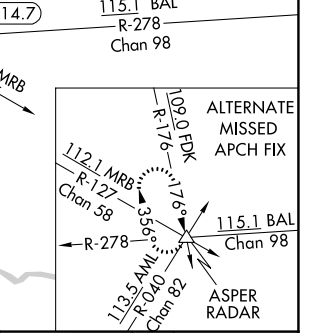 14.7
115.1 BAL
R-278
Chan 98
MRB
ALTERNATE
MISSED
APCH FIX
109.0 FDK
R-176
176°
112.1 MRB
R-127
Chan 58
356°
R-278
115.1 BAL
Chan 98
113.5 AML
R-040
Chan 82
ASPER
RADAR